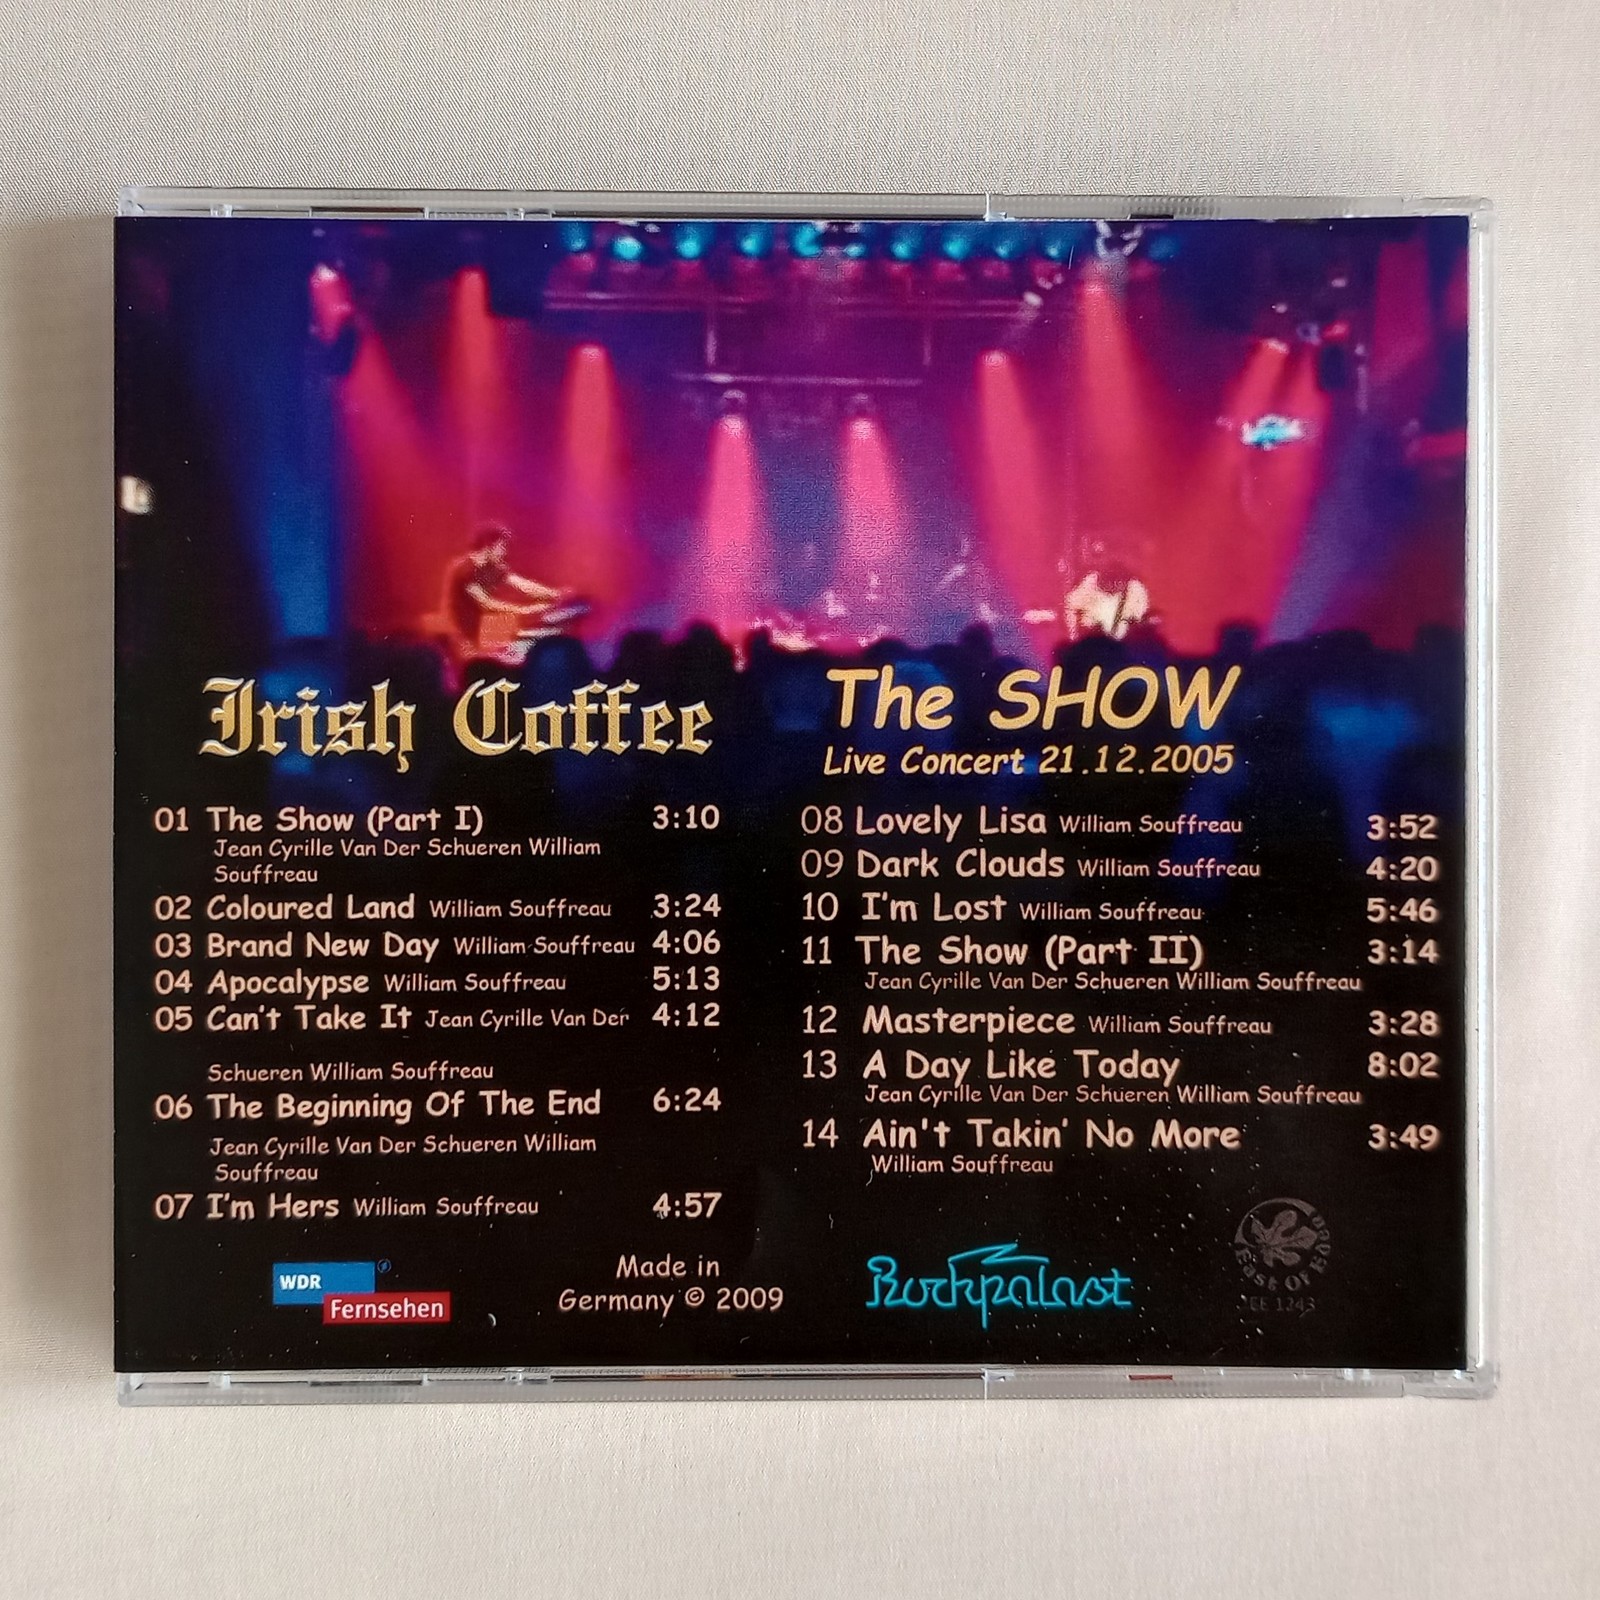 Irish Coffee
The SHOW
Live Concert 21.12.2005
01 The Show (Part I) 3:10
Jean Cyrille Van Der Schueren William
Souffreau
02 Coloured Land William Souffreau 3:24
03 Brand New Day William Souffreau 4:06
04 Apocalypse William Souffreau 5:13
05 Can't Take It Jean Cyrille Van Der 4:12
Schueren William Souffreau
06 The Beginning Of The End 6:24
Jean Cyrille Van Der Schueren William
Souffreau
07 I'm Hers William Souffreau 4:57
08 Lovely Lisa William Souffreau 3:52
09 Dark Clouds William Souffreau 4:20
10 I'm Lost William Souffreau 5:46
11 The Show (Part II) 3:14
Jean Cyrille Van Der Schueren William Souffreau
12 Masterpiece William Souffreau 3:28
13 A Day Like Today 8:02
Jean Cyrille Van Der Schueren William Souffreau
14 Ain't Takin' No More 3:49
William Souffreau
WDR
Fernsehen
Made in
Germany © 2009
Rockpalast
East Of Eden